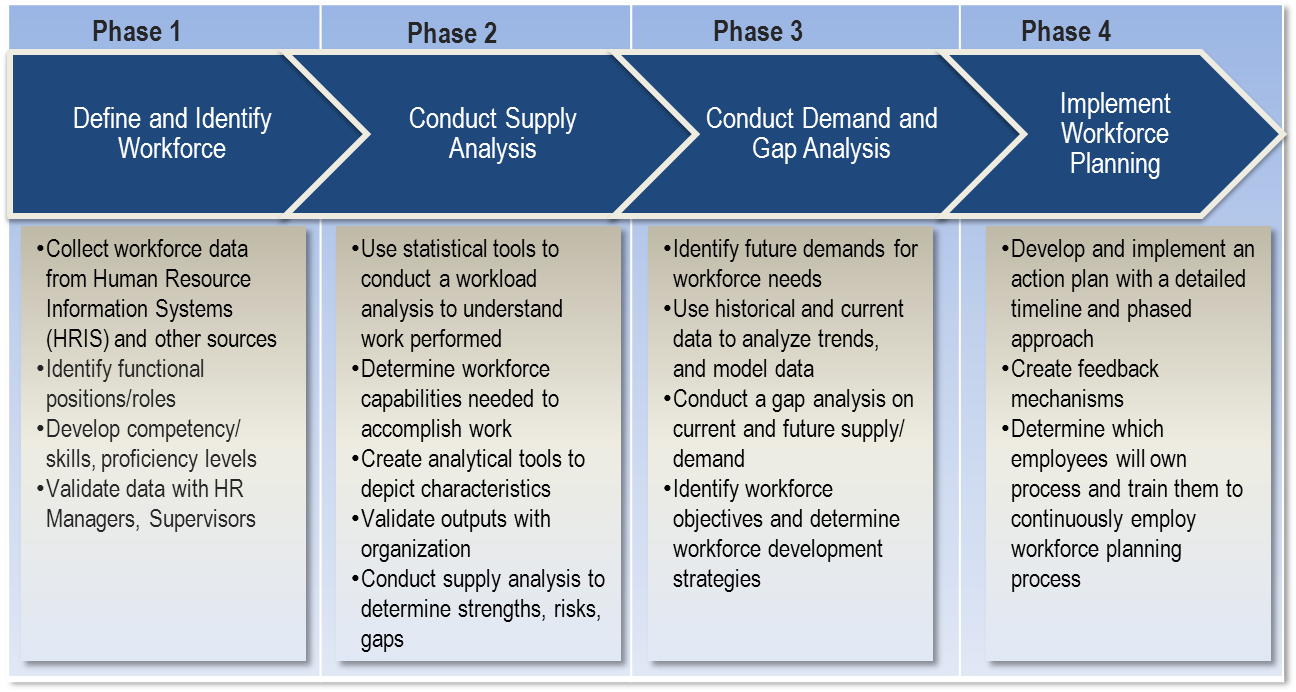 Phase 1
Phase 2
Phase 3
Phase 4
Define and Identify
Workforce
Conduct Supply
Analysis
Conduct Demand and
Gap Analysis
Implement
Workforce
Planning
•Collect workforce data
from Human Resource
Information Systems
(HRIS) and other sources
•Identify functional
positions/roles
•Develop competency/
skills, proficiency levels
•Validate data with HR
Managers, Supervisors
•Use statistical tools to
conduct a workload
analysis to understand
work performed
•Determine workforce
capabilities needed to
accomplish work
•Create analytical tools to
depict characteristics
•Validate outputs with
organization
•Conduct supply analysis to
determine strengths, risks,
gaps
•Identify future demands for
workforce needs
•Use historical and current
data to analyze trends,
and model data
•Conduct a gap analysis on
current and future supply/
demand
•Identify workforce
objectives and determine
workforce development
strategies
•Develop and implement an
action plan with a detailed
timeline and phased
approach
•Create feedback
mechanisms
•Determine which
employees will own
process and train them to
continuously employ
workforce planning
process